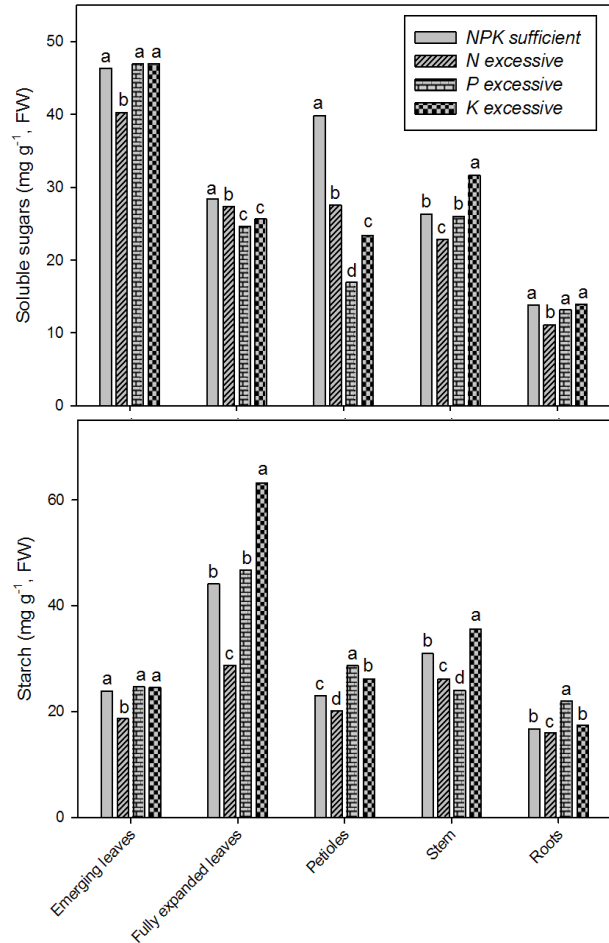 Soluble sugars (mg g⁻¹, FW)
50
40
30
20
10
0
NPK sufficient
N excessive
P excessive
K excessive
a b a a
a b c c
a b d c
b c b a
a b a a
Starch (mg g⁻¹, FW)
60
40
20
0
a b a a
b c b a
c d a b
b c d a
b c a b
Emerging leaves
Fully expanded leaves
Petioles
Stem
Roots